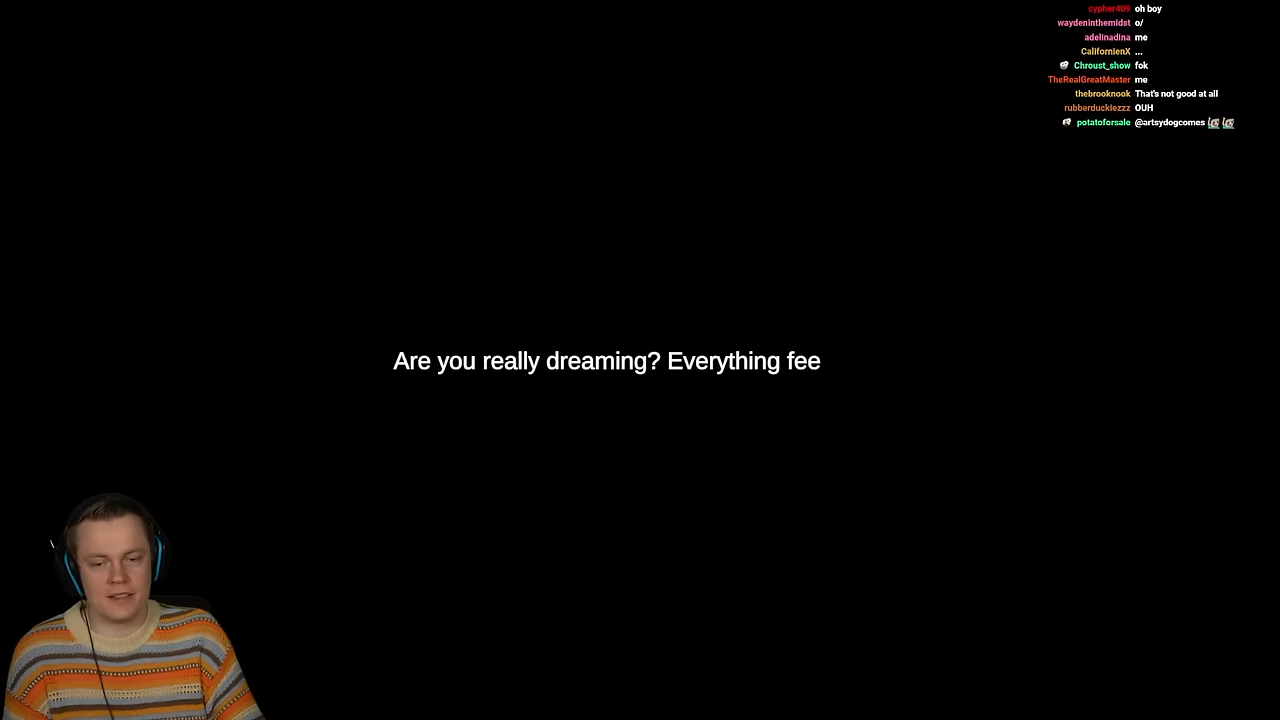 cypher409 oh boy
waydeninthemidst o/
adelinadina me
CalifornienX ...
Chroust_show fok
TheRealGreatMaster me
thebrooknook That's not good at all
rubberduckiezzz OUH
potatoforsale @artsydogcomes
Are you really dreaming? Everything fee